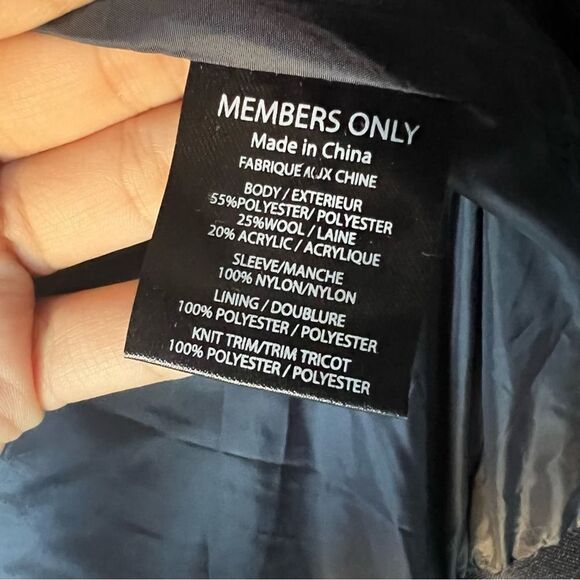 MEMBERS ONLY
Made in China
FABRIQUE AUX CHINE
BODY / EXTERIEUR
55%POLYESTER/ POLYESTER
25%WOOL / LAINE
20% ACRYLIC / ACRYLIQUE
SLEEVE/MANCHE
100% NYLON/NYLON
LINING / DOUBLURE
100% POLYESTER / POLYESTER
KNIT TRIM/TRIM TRICOT
100% POLYESTER / POLYESTER